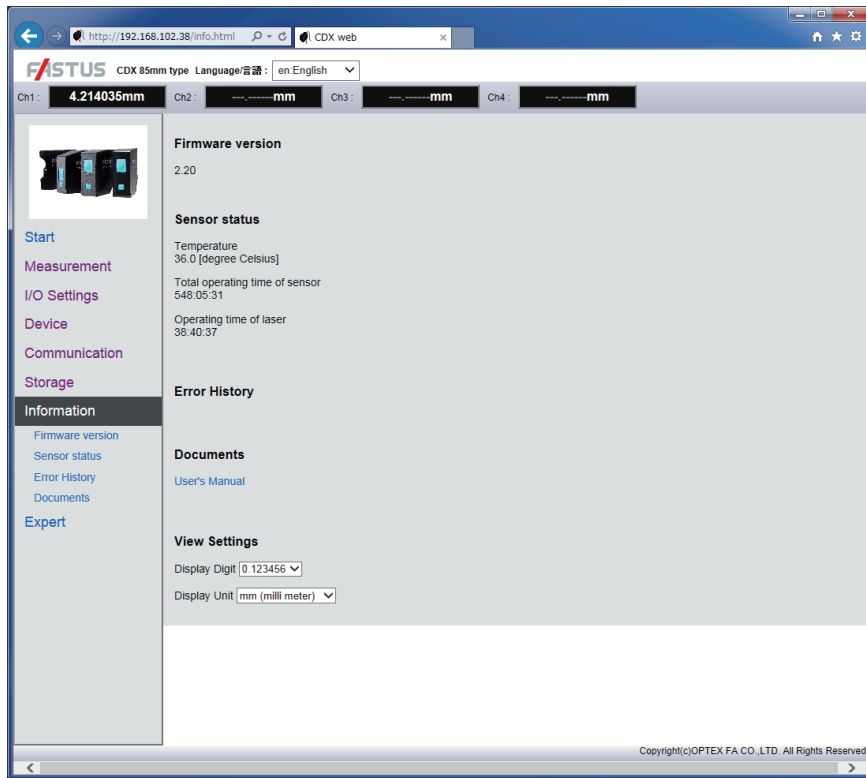 http://192.168.102.38/info.html
CDX web
FASTUS CDX 85mm type Language/言語 : en:English
Ch1 : 4.214035mm Ch2 : ---.------mm Ch3 : ---.------mm Ch4 : ---.------mm
Start
Measurement
I/O Settings
Device
Communication
Storage
Information
Firmware version
Sensor status
Error History
Documents
Expert
Firmware version
2.20
Sensor status
Temperature
36.0 [degree Celsius]
Total operating time of sensor
548:05:31
Operating time of laser
38:40:37
Error History
Documents
User's Manual
View Settings
Display Digit 0.123456
Display Unit mm (milli meter)
Copyright(c)OPTEX FA CO.,LTD. All Rights Reserved